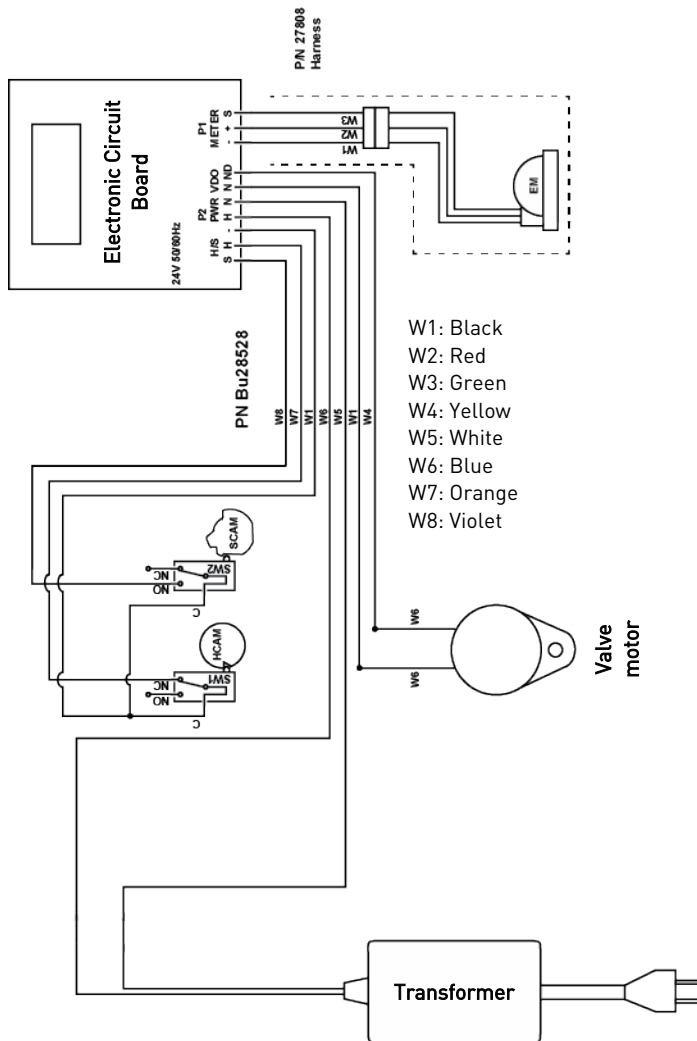 P/N 27808
Harness
Electronic Circuit
Board
24V 50/60Hz
P1
METER
- + S
P2
H/S PWR VDO
S H - H N N ND
W1
W2
W3
EM
PN Bu28528
W8
W7
W1
W6
W5
W1
W4
W1: Black
W2: Red
W3: Green
W4: Yellow
W5: White
W6: Blue
W7: Orange
W8: Violet
SCAM
SW2
NC
NO
C
HCAM
SW1
NC
NO
C
W6
W6
Valve
motor
Transformer